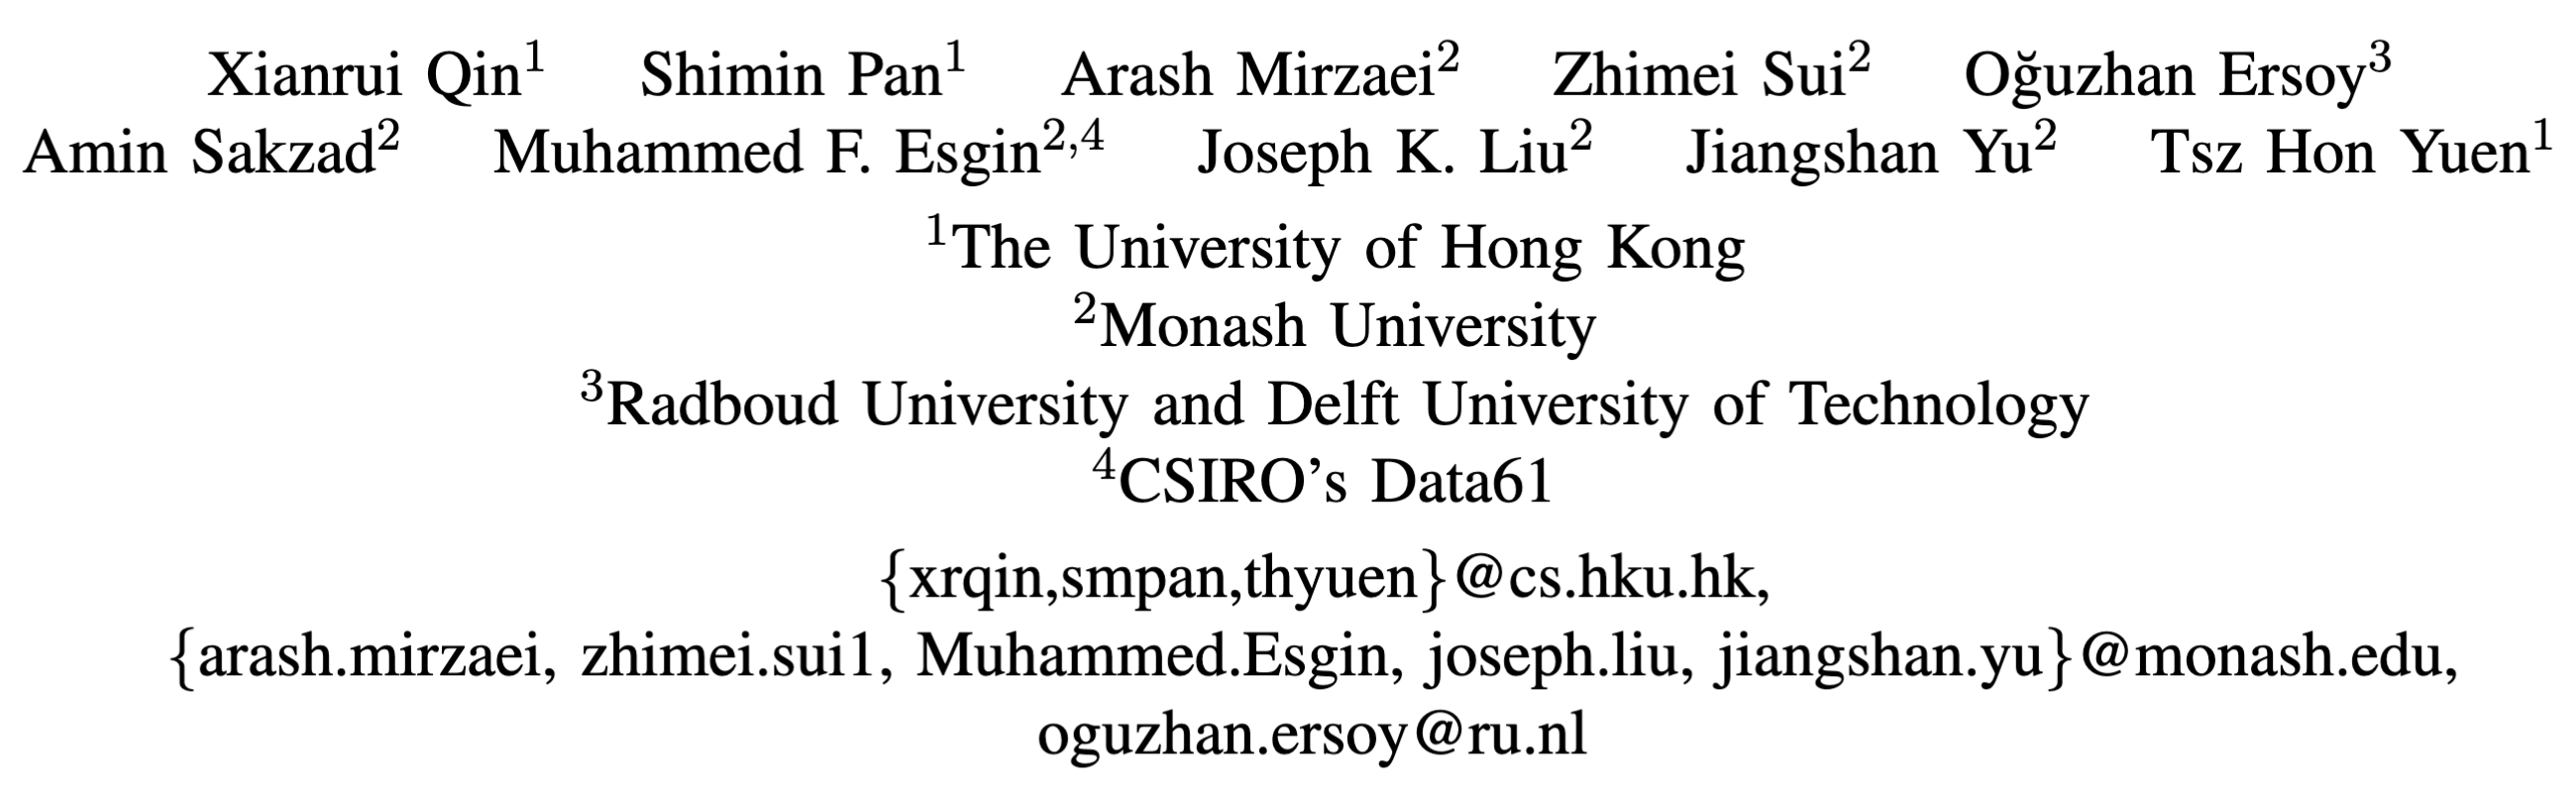 Xianrui Qin¹ Shimin Pan¹ Arash Mirzaei² Zhimei Sui² Oğuzhan Ersoy³
Amin Sakzad² Muhammed F. Esgin²,⁴ Joseph K. Liu² Jiangshan Yu² Tsz Hon Yuen¹
¹The University of Hong Kong
²Monash University
³Radboud University and Delft University of Technology
⁴CSIRO’s Data61
{xrqin,smpan,thyuen}@cs.hku.hk,
{arash.mirzaei, zhimei.sui1, Muhammed.Esgin, joseph.liu, jiangshan.yu}@monash.edu,
oguzhan.ersoy@ru.nl